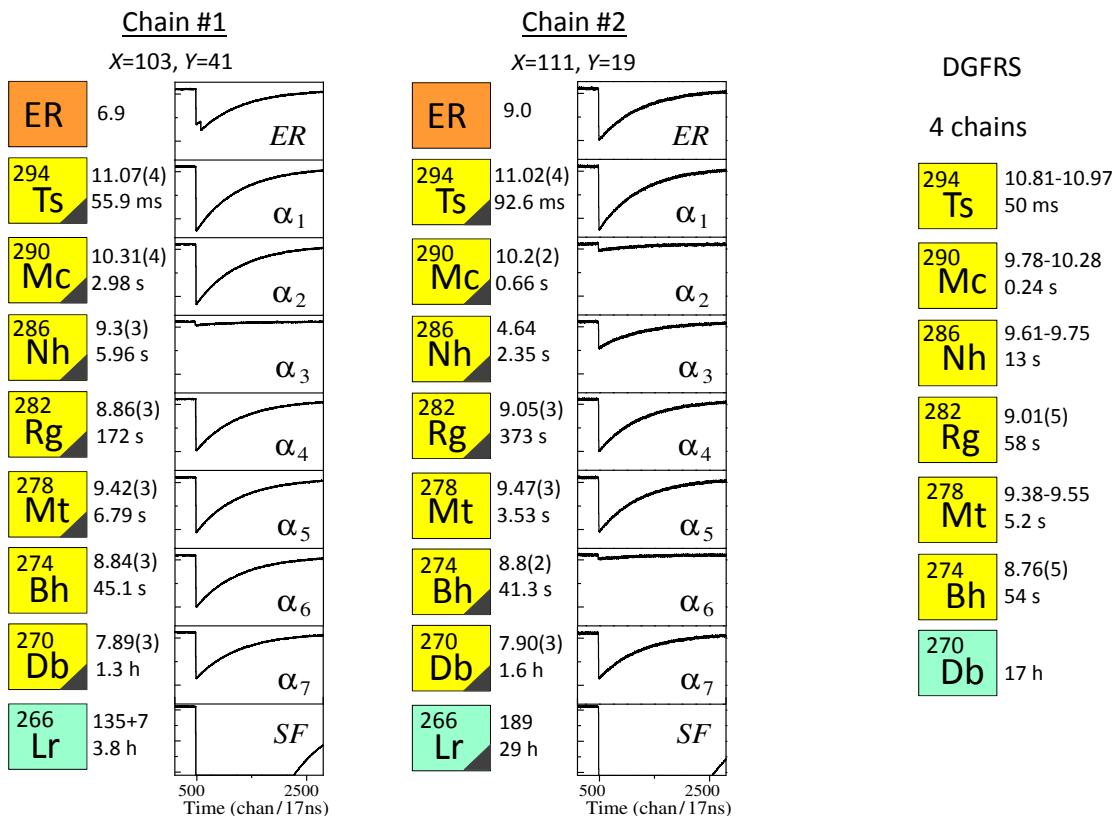 Chain #1
X=103, Y=41
ER
6.9
ER
294
Ts
11.07(4)
55.9 ms
α1
290
Mc
10.31(4)
2.98 s
α2
286
Nh
9.3(3)
5.96 s
α3
282
Rg
8.86(3)
172 s
α4
278
Mt
9.42(3)
6.79 s
α5
274
Bh
8.84(3)
45.1 s
α6
270
Db
7.89(3)
1.3 h
α7
266
Lr
135+7
3.8 h
SF
500
2500
Time (chan/17ns)
Chain #2
X=111, Y=19
ER
9.0
ER
294
Ts
11.02(4)
92.6 ms
α1
290
Mc
10.2(2)
0.66 s
α2
286
Nh
4.64
2.35 s
α3
282
Rg
9.05(3)
373 s
α4
278
Mt
9.47(3)
3.53 s
α5
274
Bh
8.8(2)
41.3 s
α6
270
Db
7.90(3)
1.6 h
α7
266
Lr
189
29 h
SF
500
2500
Time (chan/17ns)
DGFRS
4 chains
294
Ts
10.81-10.97
50 ms
290
Mc
9.78-10.28
0.24 s
286
Nh
9.61-9.75
13 s
282
Rg
9.01(5)
58 s
278
Mt
9.38-9.55
5.2 s
274
Bh
8.76(5)
54 s
270
Db
17 h